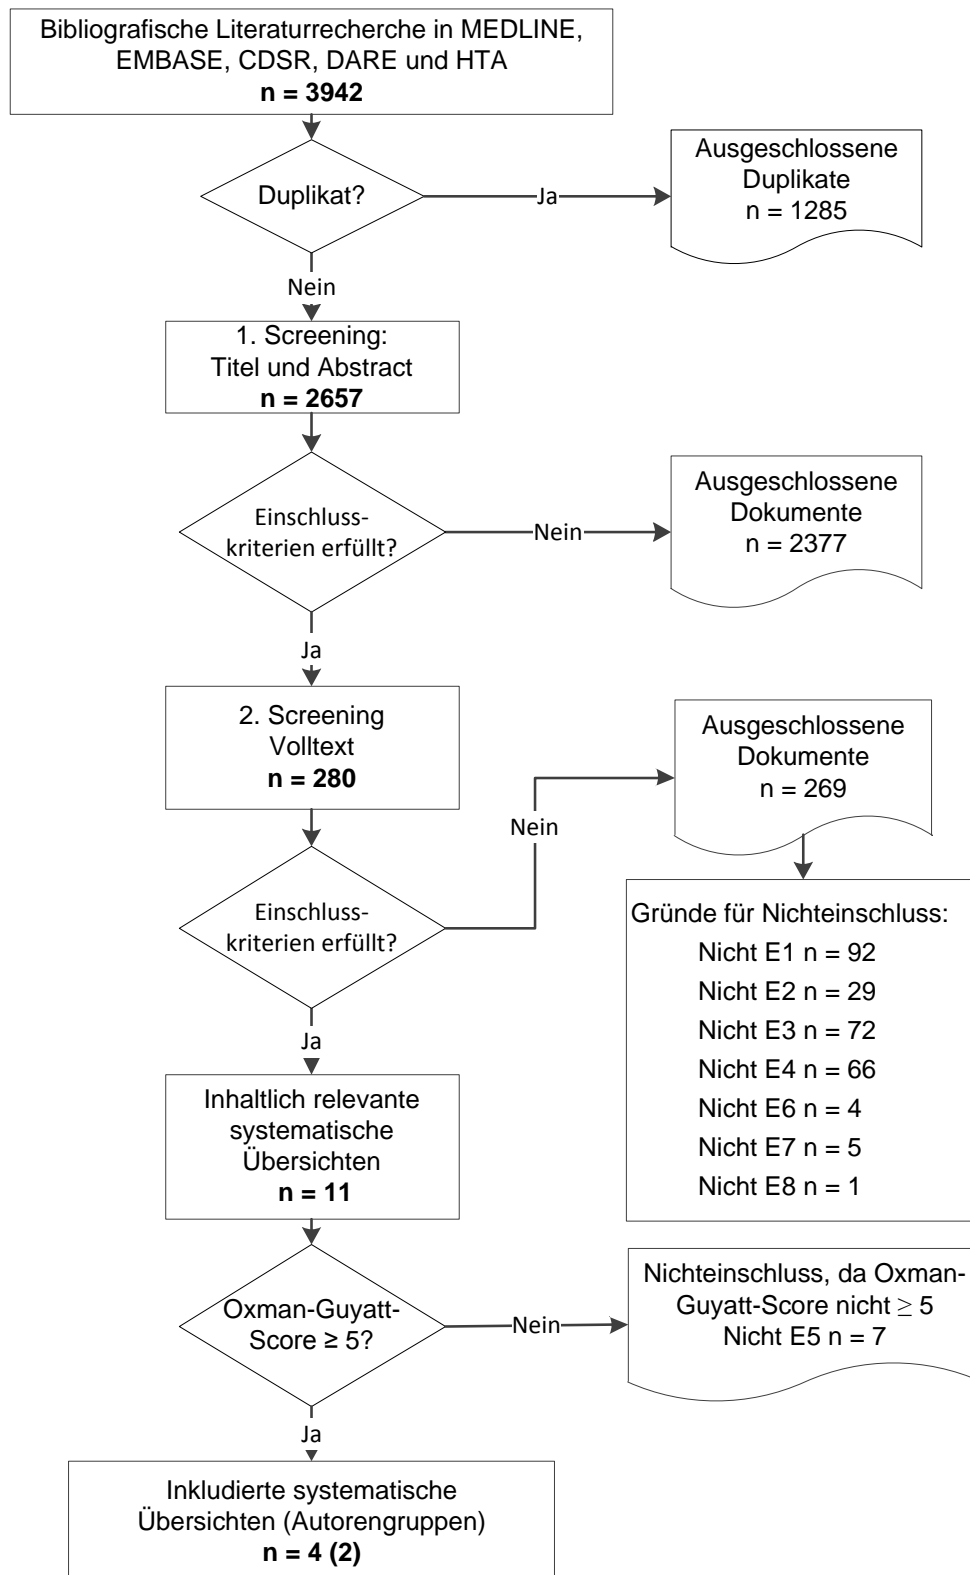 Bibliografische Literaturrecherche in MEDLINE,
EMBASE, CDSR, DARE und HTA
n = 3942
Duplikat?
Ja
Ausgeschlossene
Duplikate
n = 1285
Nein
1. Screening:
Titel und Abstract
n = 2657
Einschluss-
kriterien erfüllt?
Nein
Ausgeschlossene
Dokumente
n = 2377
Ja
2. Screening
Volltext
n = 280
Einschluss-
kriterien erfüllt?
Nein
Ausgeschlossene
Dokumente
n = 269
Gründe für Nichteinschluss:
Nicht E1 n = 92
Nicht E2 n = 29
Nicht E3 n = 72
Nicht E4 n = 66
Nicht E6 n = 4
Nicht E7 n = 5
Nicht E8 n = 1
Ja
Inhaltlich relevante
systematische
Übersichten
n = 11
Oxman-Guyatt-
Score ≥ 5?
Nein
Nichteinschluss, da Oxman-
Guyatt-Score nicht ≥ 5
Nicht E5 n = 7
Ja
Inkludierte systematische
Übersichten (Autorengruppen)
n = 4 (2)